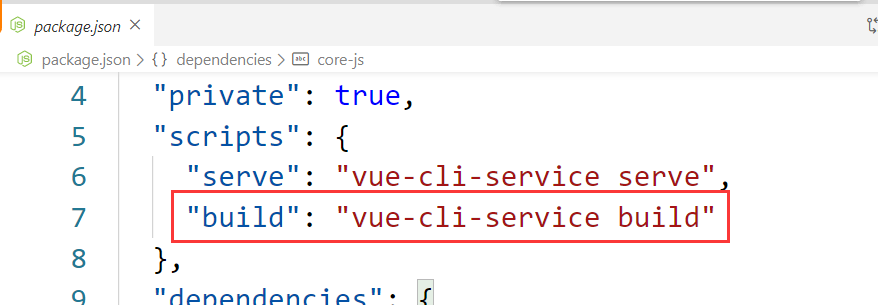 package.json
package.json > {} dependencies > abc core-js
4 "private": true,
5 "scripts": {
6 "serve": "vue-cli-service serve",
7 "build": "vue-cli-service build"
8 },
9 "dependencies": {